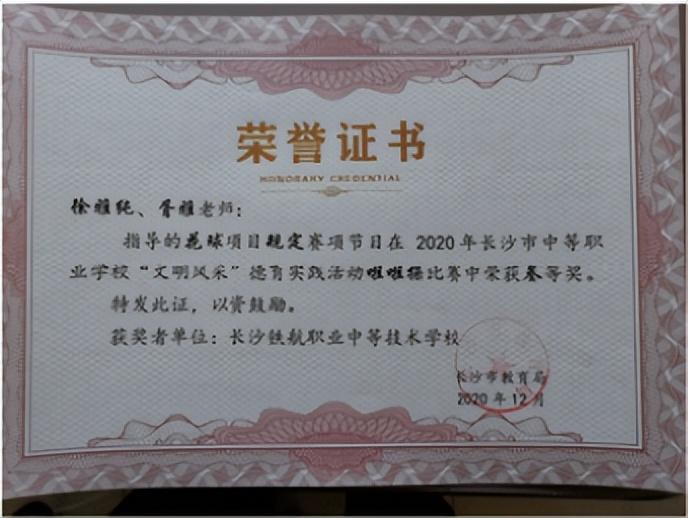 荣誉证书
HONORARY CREDENTIAL
徐雅纯、胥雅老师：
指导的花球项目规定赛项节目在 2020 年长沙市中等职
业学校“文明风采”德育实践活动啦啦操比赛中荣获叁等奖。
特发此证，以资鼓励。
获奖者单位：长沙铁航职业中等技术学校
长沙市教育局
2020 年 12 月